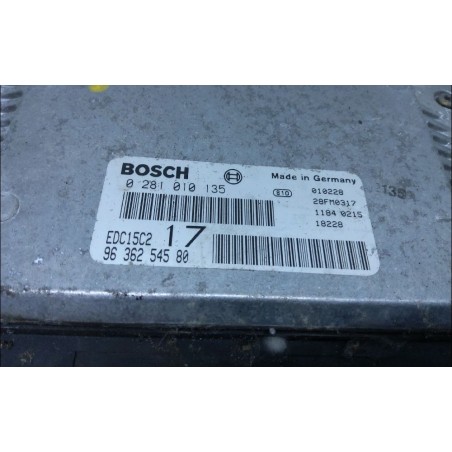 BOSCH
Made in Germany
0 281 010 135
S10
010228
28FM0317
1184 0215
EDC15C2 17
18228
96 362 545 80